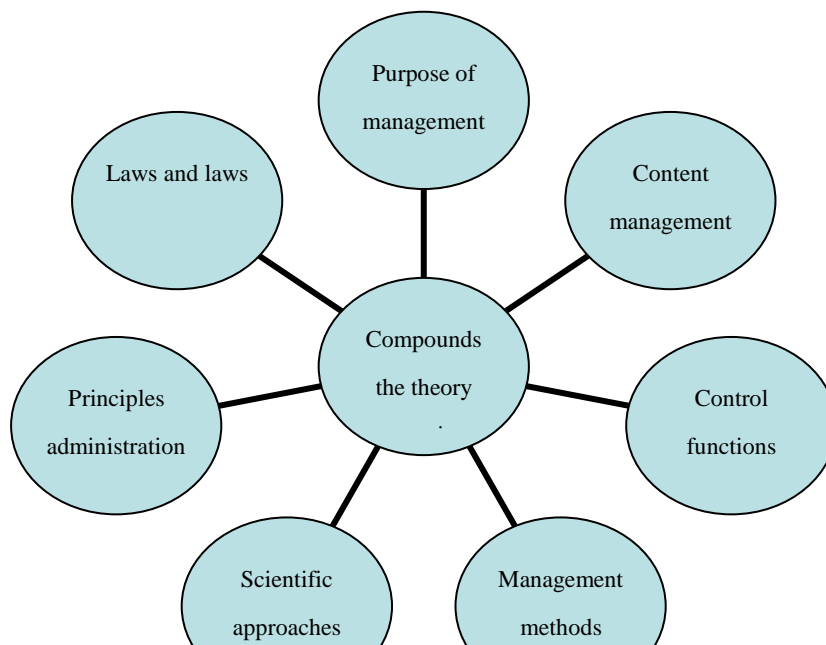 Purpose of
management
Laws and laws
Content
management
Compounds
the theory
.
Principles
administration
Control
functions
Scientific
approaches
Management
methods